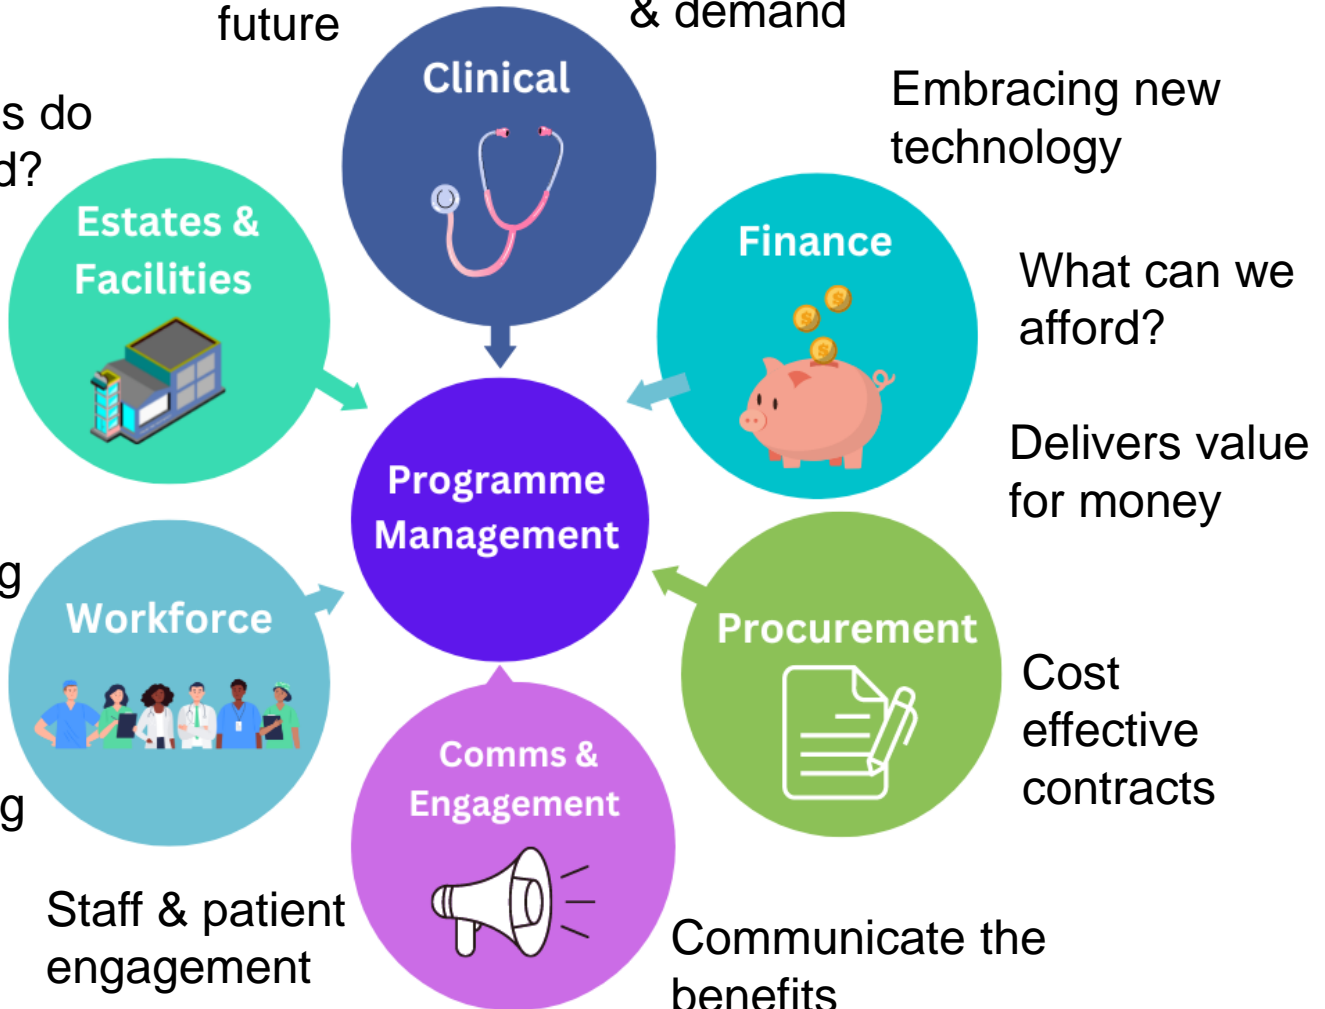 future
& demand
Clinical
Embracing new
technology
s do
d?
Estates &
Facilities
Finance
What can we
afford?
Delivers value
for money
Programme
Management
g
Workforce
Procurement
Cost
effective
contracts
g
Comms &
Engagement
Staff & patient
engagement
Communicate the
benefits